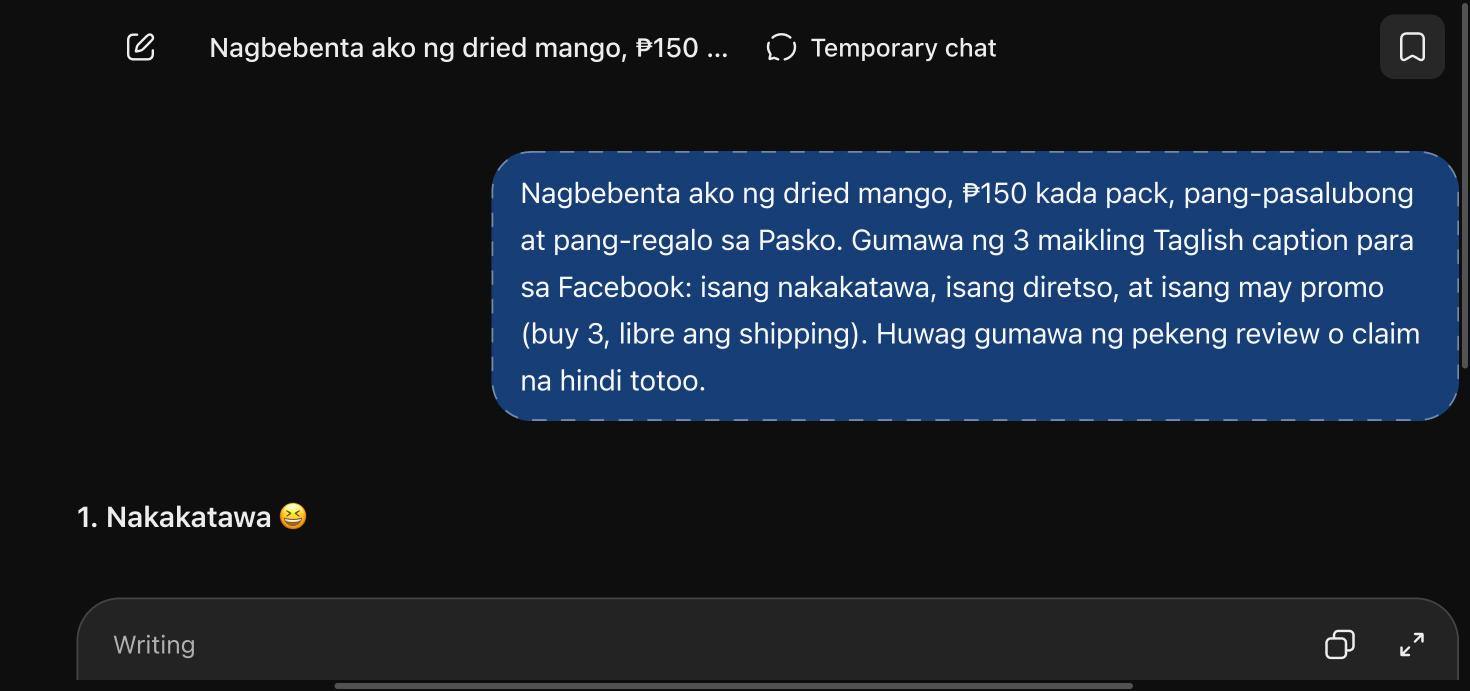 Nagbebenta ako ng dried mango, ₱150 ...
Temporary chat
Nagbebenta ako ng dried mango, ₱150 kada pack, pang-pasalubong
at pang-regalo sa Pasko. Gumawa ng 3 maikling Taglish caption para
sa Facebook: isang nakakatawa, isang diretso, at isang may promo
(buy 3, libre ang shipping). Huwag gumawa ng pekeng review o claim
na hindi totoo.
1. Nakakatawa 😆
Writing